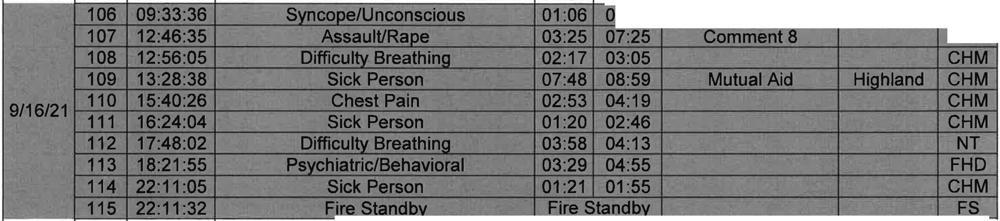 106 09:33:36 Syncope/Unconscious 01:06 0
107 12:46:35 Assault/Rape 03:25 07:25 Comment 8
108 12:56:05 Difficulty Breathing 02:17 03:05 CHM
109 13:28:38 Sick Person 07:48 08:59 Mutual Aid Highland CHM
110 15:40:26 Chest Pain 02:53 04:19 CHM
9/16/21
111 16:24:04 Sick Person 01:20 02:46 CHM
112 17:48:02 Difficulty Breathing 03:58 04:13 NT
113 18:21:55 Psychiatric/Behavioral 03:29 04:55 FHD
114 22:11:05 Sick Person 01:21 01:55 CHM
115 22:11:32 Fire Standby Fire Standby FS